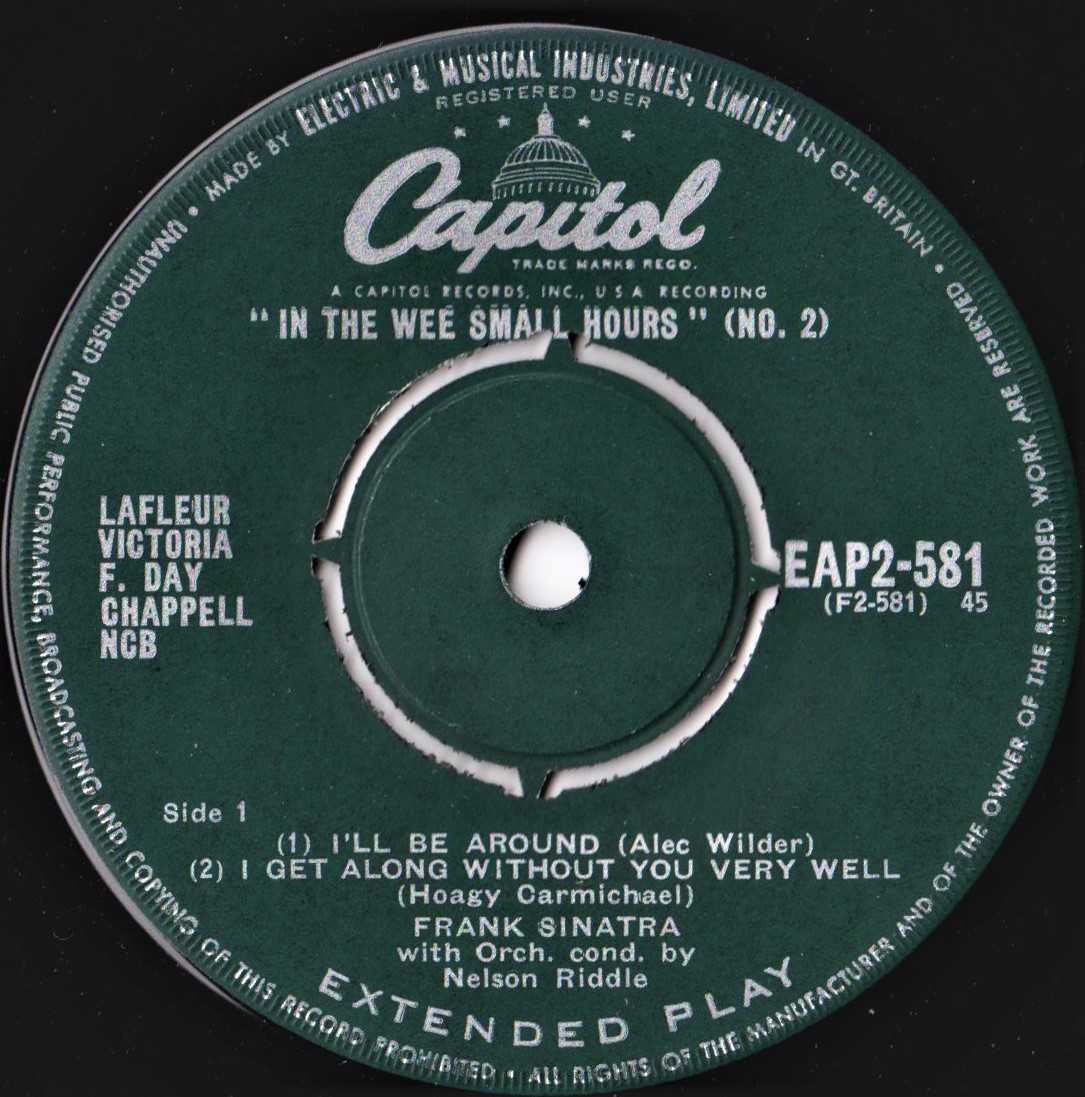 MADE BY ELECTRIC & MUSICAL INDUSTRIES, LIMITED IN GT. BRITAIN • ALL RIGHTS OF THE MANUFACTURER AND OF THE OWNER OF THE RECORDED WORK ARE RESERVED •
UNAUTHORISED PUBLIC PERFORMANCE, BROADCASTING AND COPYING OF THIS RECORD PROHIBITED •
REGISTERED USER
Capitol
TRADE MARKS REGD.
A CAPITOL RECORDS, INC., U.S.A RECORDING
"IN THE WEE SMALL HOURS" (NO. 2)
LAFLEUR
VICTORIA
F. DAY
CHAPPELL
NCB
EAP2-581
(F2-581) 45
Side 1
(1) I'LL BE AROUND (Alec Wilder)
(2) I GET ALONG WITHOUT YOU VERY WELL
(Hoagy Carmichael)
FRANK SINATRA
with Orch. cond. by
Nelson Riddle
EXTENDED PLAY